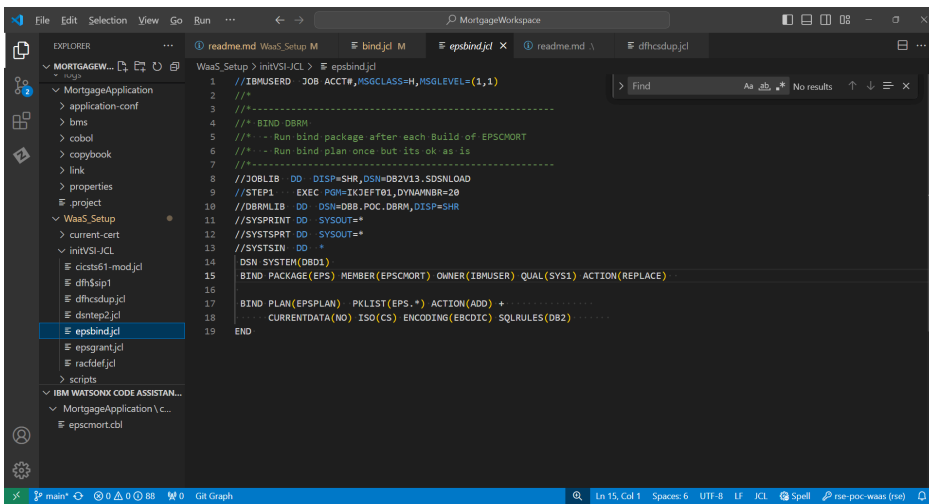 File Edit Selection View Go Run ··· ← → MortgageWorkspace
EXPLORER ···
readme.md WaaS_Setup M bind.jcl M epsbind.jcl × readme.md .\ dfhcsdup.jcl ···
MORTGAGEW...
WaaS_Setup > initVSI-JCL > epsbind.jcl
logs
MortgageApplication
application-conf
bms
cobol
copybook
link
properties
.project
WaaS_Setup
current-cert
initVSI-JCL
cicsts61-mod.jcl
dfh$sip1
dfhcsdup.jcl
dsntep2.jcl
epsbind.jcl
epsgrant.jcl
racfdef.jcl
scripts
IBM WATSONX CODE ASSISTAN...
MortgageApplication \ c...
epscmort.cbl
2
Find Aa ab .* No results
1 //IBMUSERD JOB ACCT#,MSGCLASS=H,MSGLEVEL=(1,1)
2 //*
3 //*------------------------------------------------------
4 //* BIND DBRM
5 //* - Run bind package after each Build of EPSCMORT
6 //* - Run bind plan once but its ok as is
7 //*------------------------------------------------------
8 //JOBLIB DD DISP=SHR,DSN=DB2V13.SDSNLOAD
9 //STEP1 EXEC PGM=IKJEFT01,DYNAMNBR=20
10 //DBRMLIB DD DSN=DBB.POC.DBRM,DISP=SHR
11 //SYSPRINT DD SYSOUT=*
12 //SYSTSPRT DD SYSOUT=*
13 //SYSTSIN DD *
14 DSN SYSTEM(DBD1)
15 BIND PACKAGE(EPS) MEMBER(EPSCMORT) OWNER(IBMUSER) QUAL(SYS1) ACTION(REPLACE)
16
17 BIND PLAN(EPSPLAN) PKLIST(EPS.*) ACTION(ADD) +
18 CURRENTDATA(NO) ISO(CS) ENCODING(EBCDIC) SQLRULES(DB2)
19 END
main* 0 0 88 0 Git Graph Ln 15, Col 1 Spaces: 6 UTF-8 LF JCL Spell rse-poc-waas (rse)